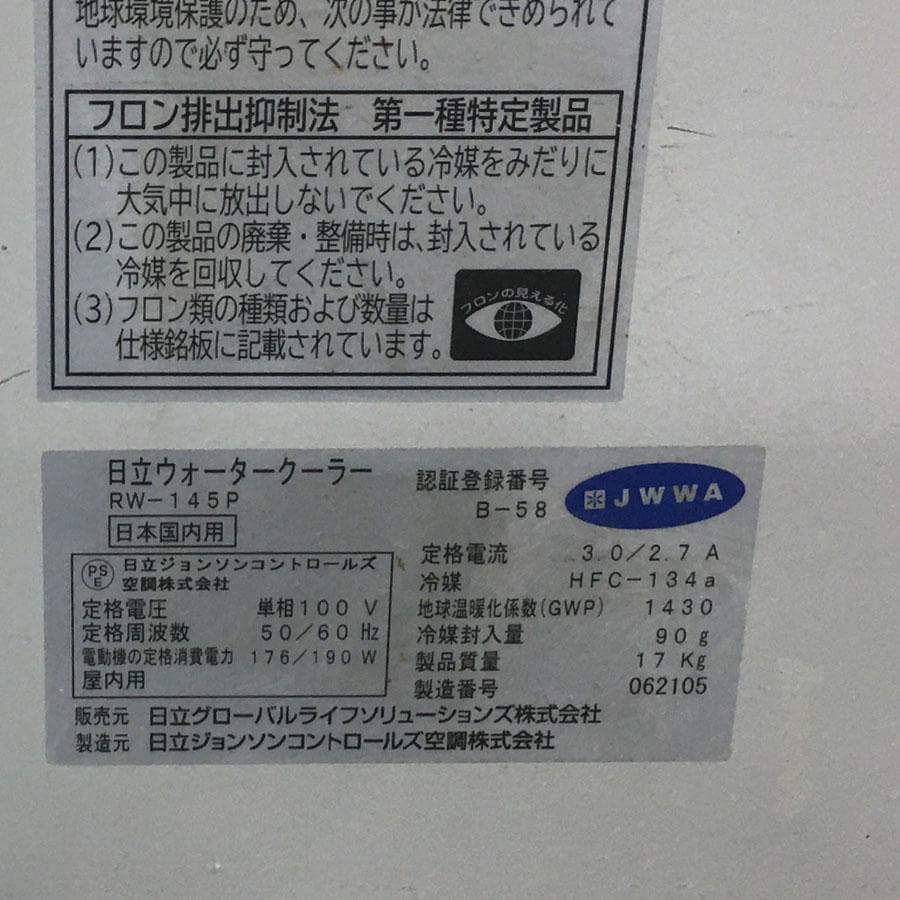 地球環境保護のため、次の事が法律できめられて
いますので必ず守ってください。
フロン排出抑制法 第一種特定製品
(1)この製品に封入されている冷媒をみだりに
大気中に放出しないでください。
(2)この製品の廃棄・整備時は、封入されている
冷媒を回収してください。
(3)フロン類の種類および数量は
仕様銘板に記載されています。
フロンの見える化
日立ウォータークーラー
RW-145P
日本国内用
認証登録番号
B-58
JWWA
PSE 日立ジョンソンコントロールズ
空調株式会社
定格電圧 単相100 V
定格周波数 50/60 Hz
電動機の定格消費電力 176/190 W
屋内用
定格電流 3.0/2.7 A
冷媒 HFC-134a
地球温暖化係数(GWP) 1430
冷媒封入量 90 g
製品質量 17 Kg
製造番号 062105
販売元 日立グローバルライフソリューションズ株式会社
製造元 日立ジョンソンコントロールズ空調株式会社